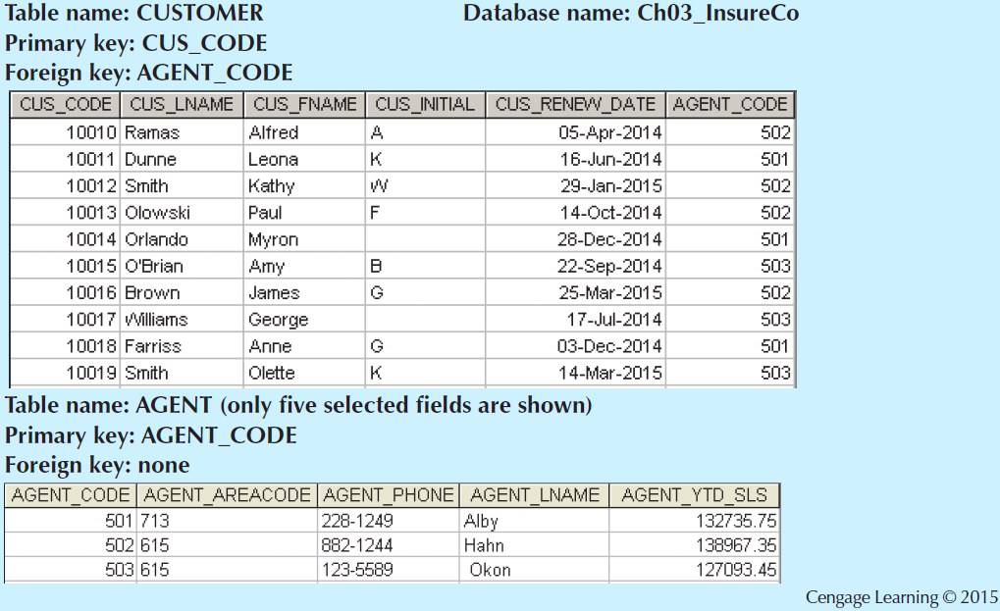 Table name: CUSTOMER Database name: Ch03_InsureCo
Primary key: CUS_CODE
Foreign key: AGENT_CODE
CUS_CODE CUS_LNAME CUS_FNAME CUS_INITIAL CUS_RENEW_DATE AGENT_CODE
10010 Ramas Alfred A 05-Apr-2014 502
10011 Dunne Leona K 16-Jun-2014 501
10012 Smith Kathy W 29-Jan-2015 502
10013 Olowski Paul F 14-Oct-2014 502
10014 Orlando Myron 28-Dec-2014 501
10015 O'Brian Amy B 22-Sep-2014 503
10016 Brown James G 25-Mar-2015 502
10017 Williams George 17-Jul-2014 503
10018 Farriss Anne G 03-Dec-2014 501
10019 Smith Olette K 14-Mar-2015 503
Table name: AGENT (only five selected fields are shown)
Primary key: AGENT_CODE
Foreign key: none
AGENT_CODE AGENT_AREACODE AGENT_PHONE AGENT_LNAME AGENT_YTD_SLS
501 713 228-1249 Alby 132735.75
502 615 882-1244 Hahn 138967.35
503 615 123-5589 Okon 127093.45
Cengage Learning © 2015